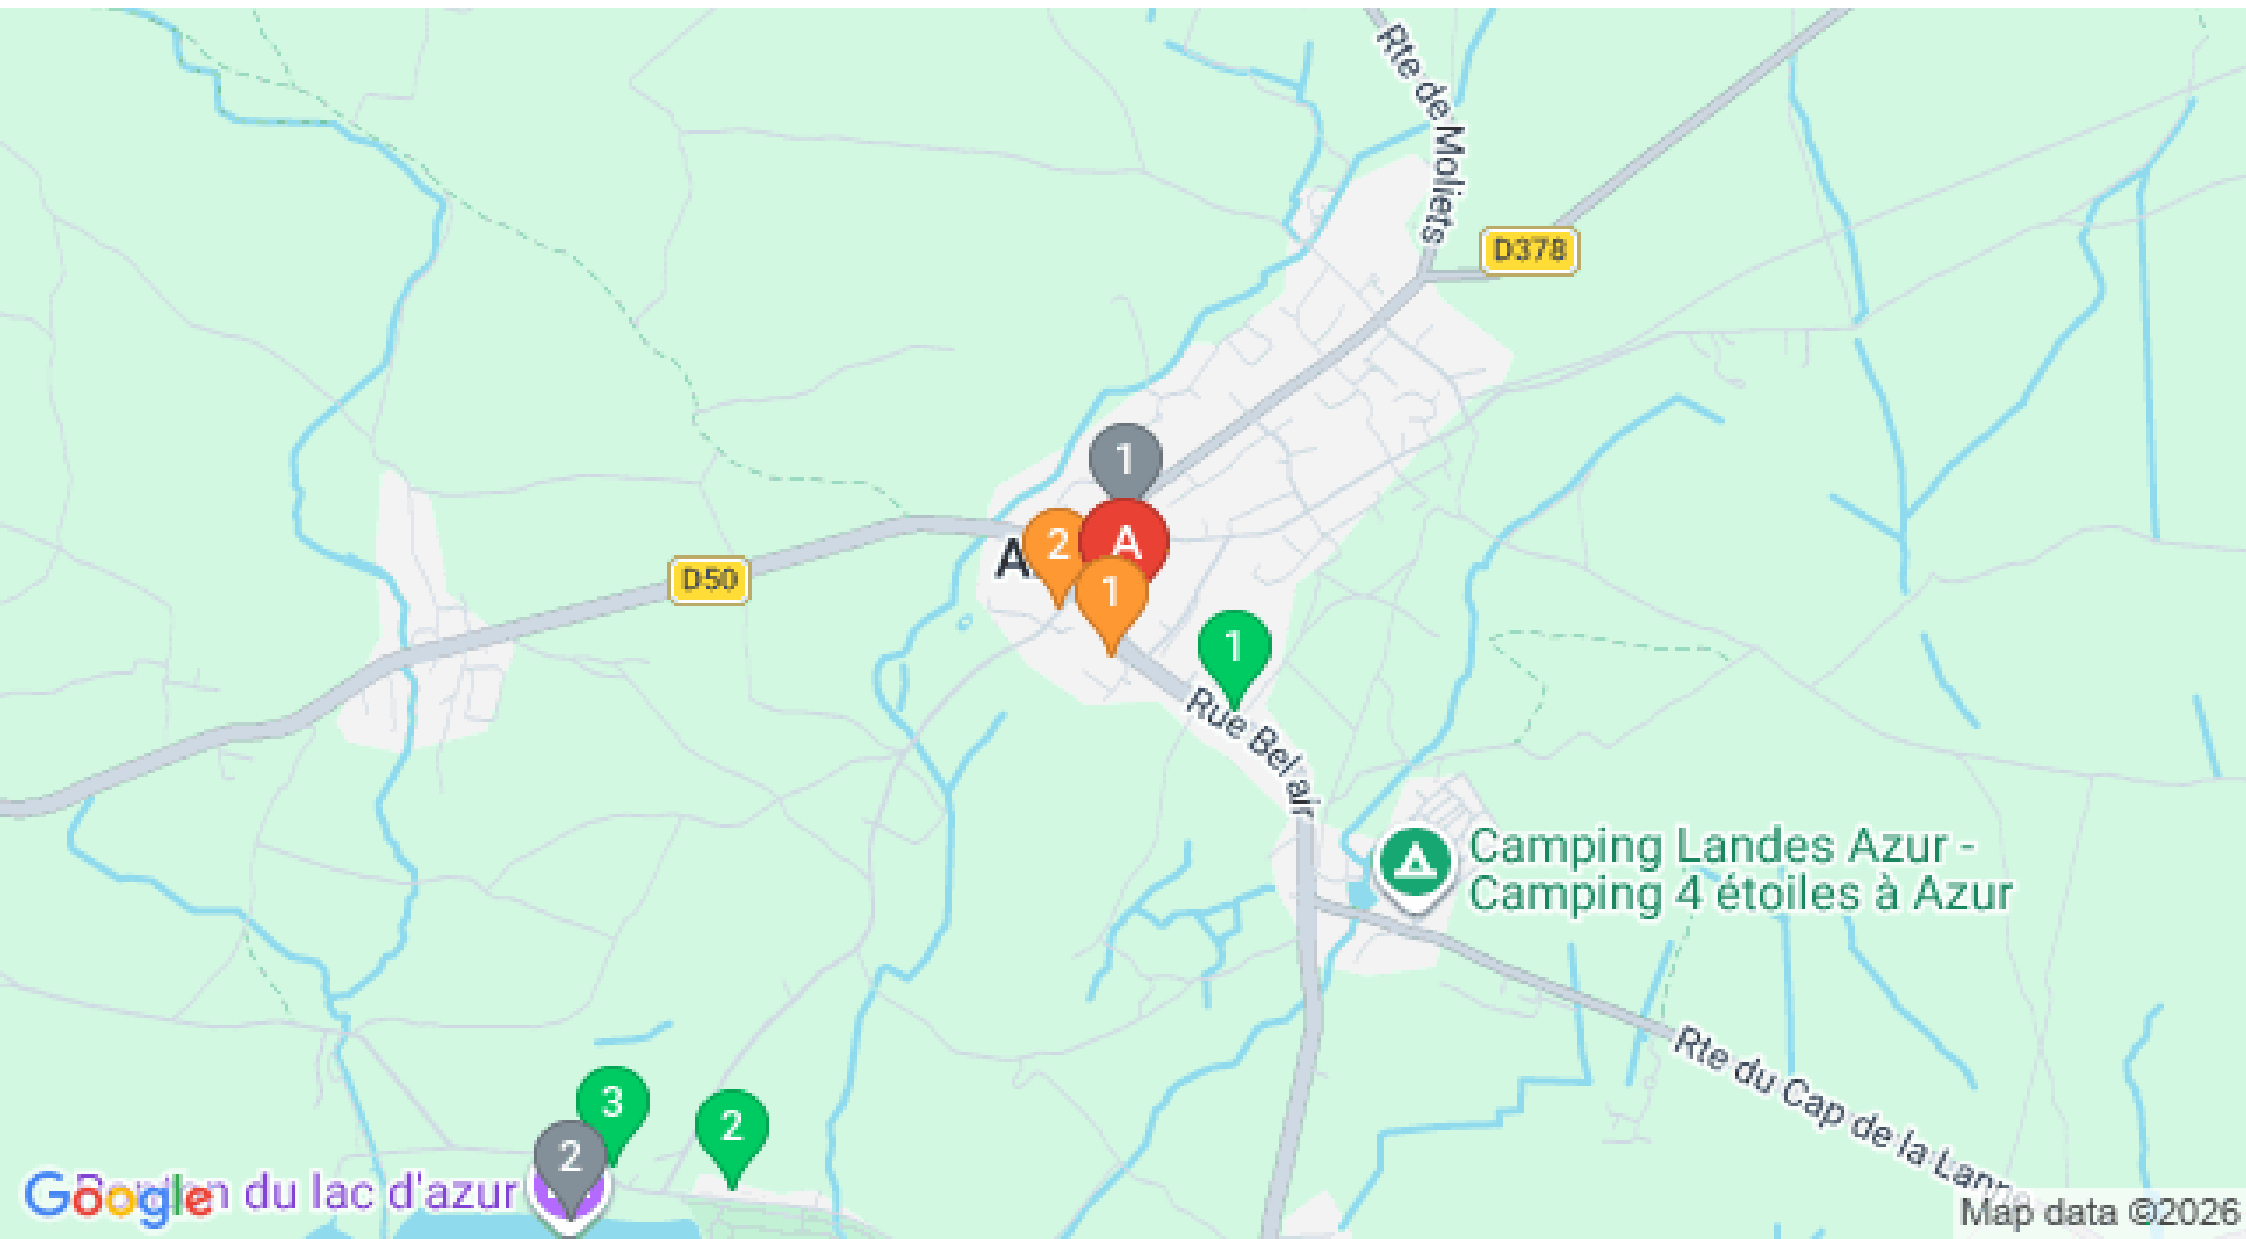 Rte de Moliets
D378
1
2
A
1
D50
1
Rue Bel air
Camping Landes Azur -
Camping 4 étoiles à Azur
Rte du Cap de la Lanne
3
2
2
Google
du lac d'azur
Map data ©2026